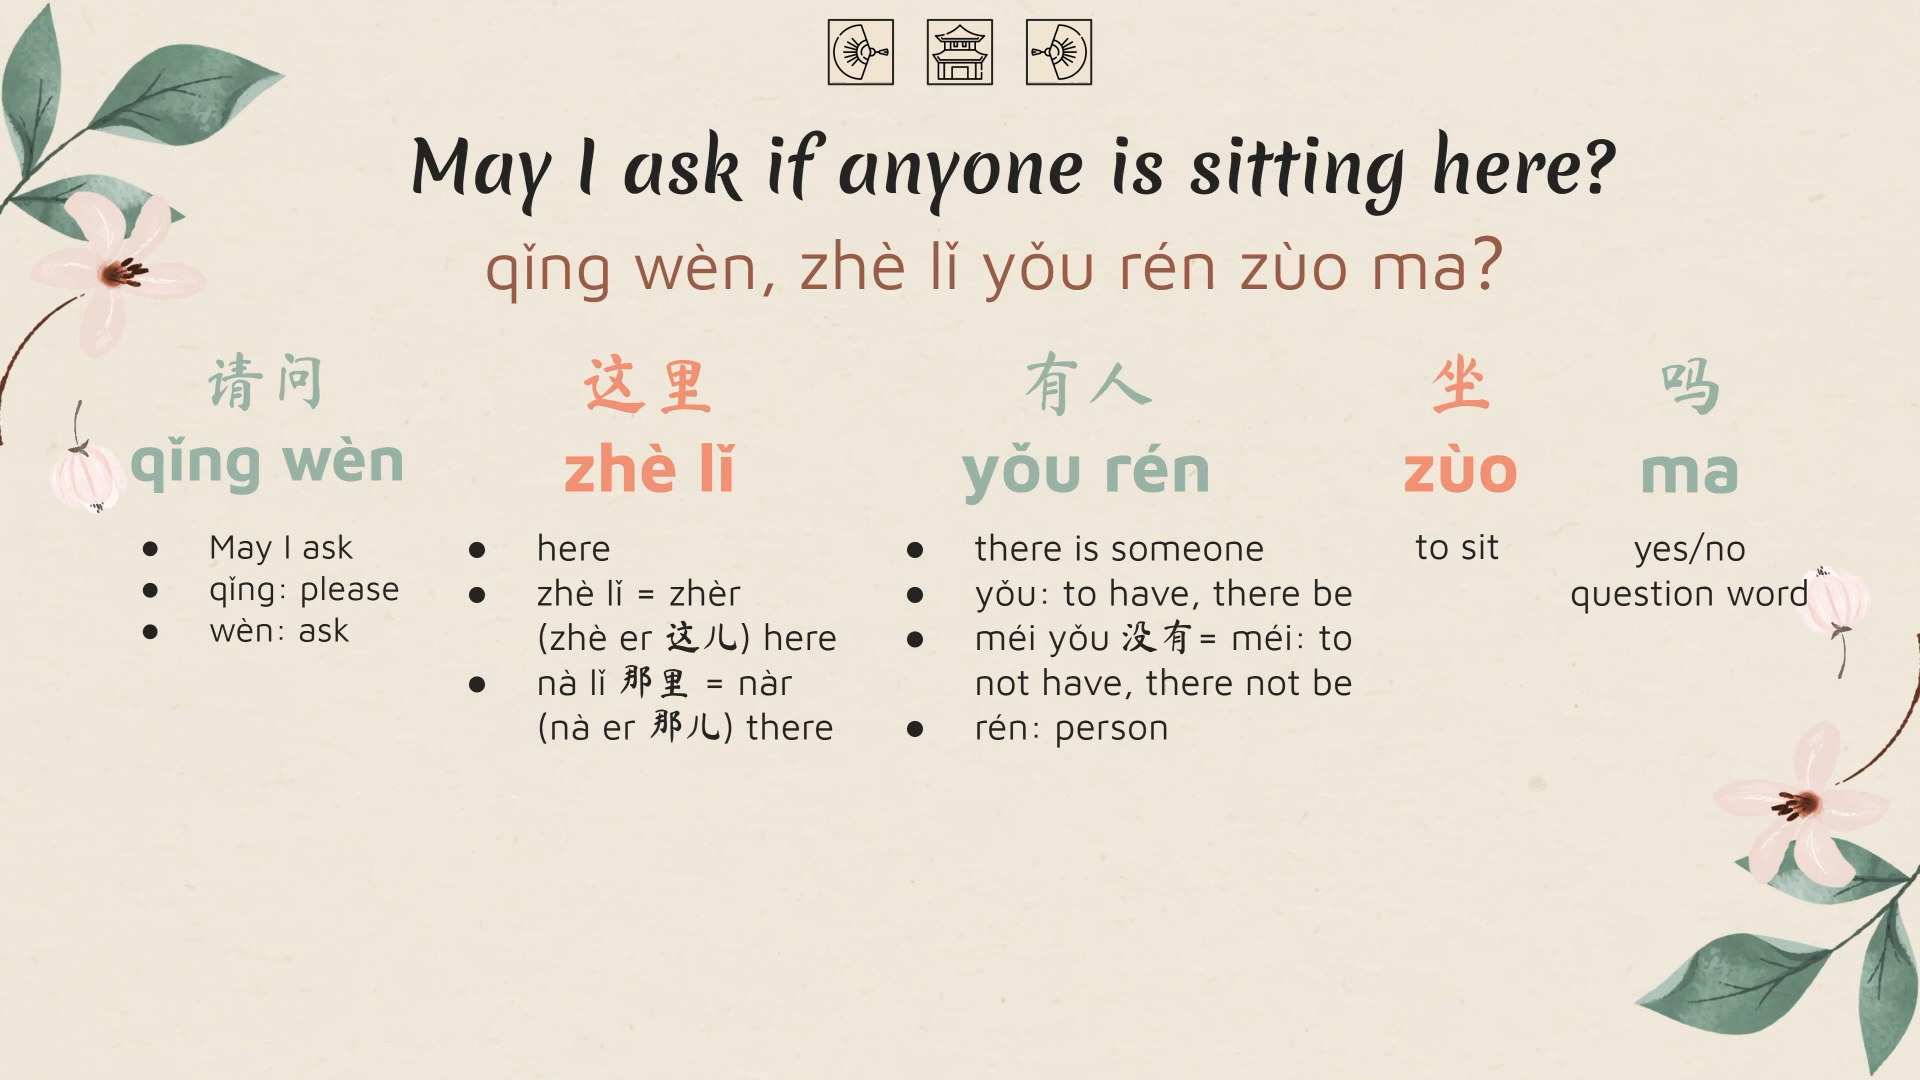 May I ask if anyone is sitting here?
qǐng wèn, zhè lǐ yǒu rén zùo ma?
请问
qǐng wèn
● May I ask
● qǐng: please
● wèn: ask
这里
zhè lǐ
● here
● zhè lǐ = zhèr
(zhè er 这儿) here
● nà lǐ 那里 = nàr
(nà er 那儿) there
有人
yǒu rén
● there is someone
● yǒu: to have, there be
● méi yǒu 没有= méi: to
not have, there not be
● rén: person
坐
zùo
to sit
吗
ma
yes/no
question word